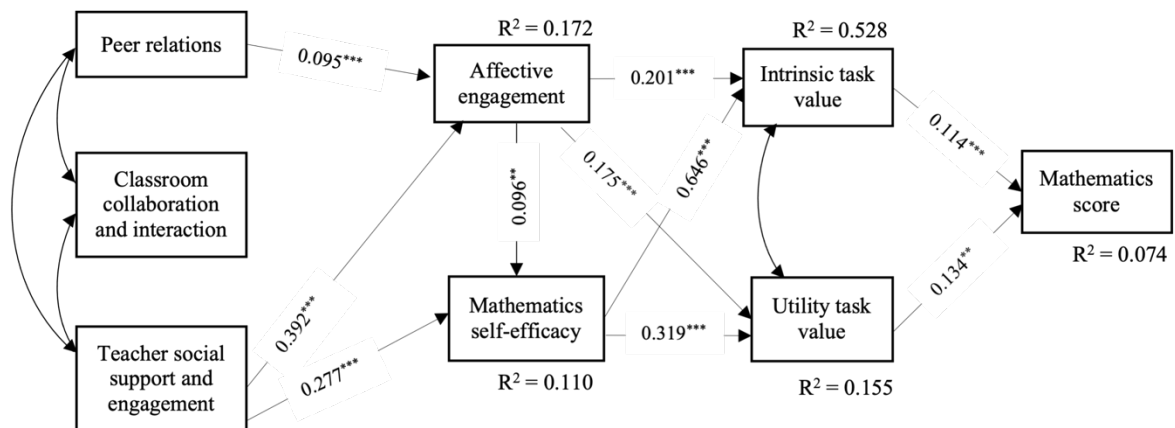 Peer relations
0.095***
R² = 0.172
Affective
engagement
0.201***
R² = 0.528
Intrinsic task
value
0.114***
Classroom
collaboration
and interaction
0.096**
0.175***
0.646***
Mathematics
score
R² = 0.074
0.134**
Teacher social
support and
engagement
0.392***
0.277***
Mathematics
self-efficacy
R² = 0.110
0.319***
Utility task
value
R² = 0.155